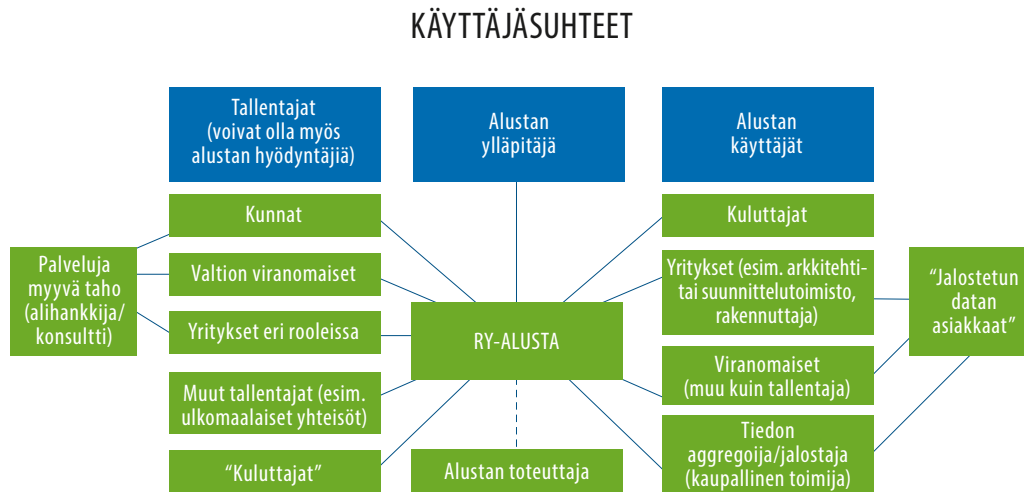 KÄYTTÄJÄSUHTEET
Tallentajat
(voivat olla myös
alustan hyödyntäjiä)
Alustan
ylläpitäjä
Alustan
käyttäjät
Kunnat
Kuluttajat
Palveluja
myyvä taho
(alihankkija/
konsultti)
Valtion viranomaiset
Yritykset (esim. arkkitehti-
tai suunnittelutoimisto,
rakennuttaja)
"Jalostetun
datan
asiakkaat"
Yritykset eri rooleissa
RY-ALUSTA
Viranomaiset
(muu kuin tallentaja)
Muut tallentajat (esim.
ulkomaalaiset yhteisöt)
Tiedon
aggregoija/jalostaja
(kaupallinen toimija)
"Kuluttajat"
Alustan toteuttaja